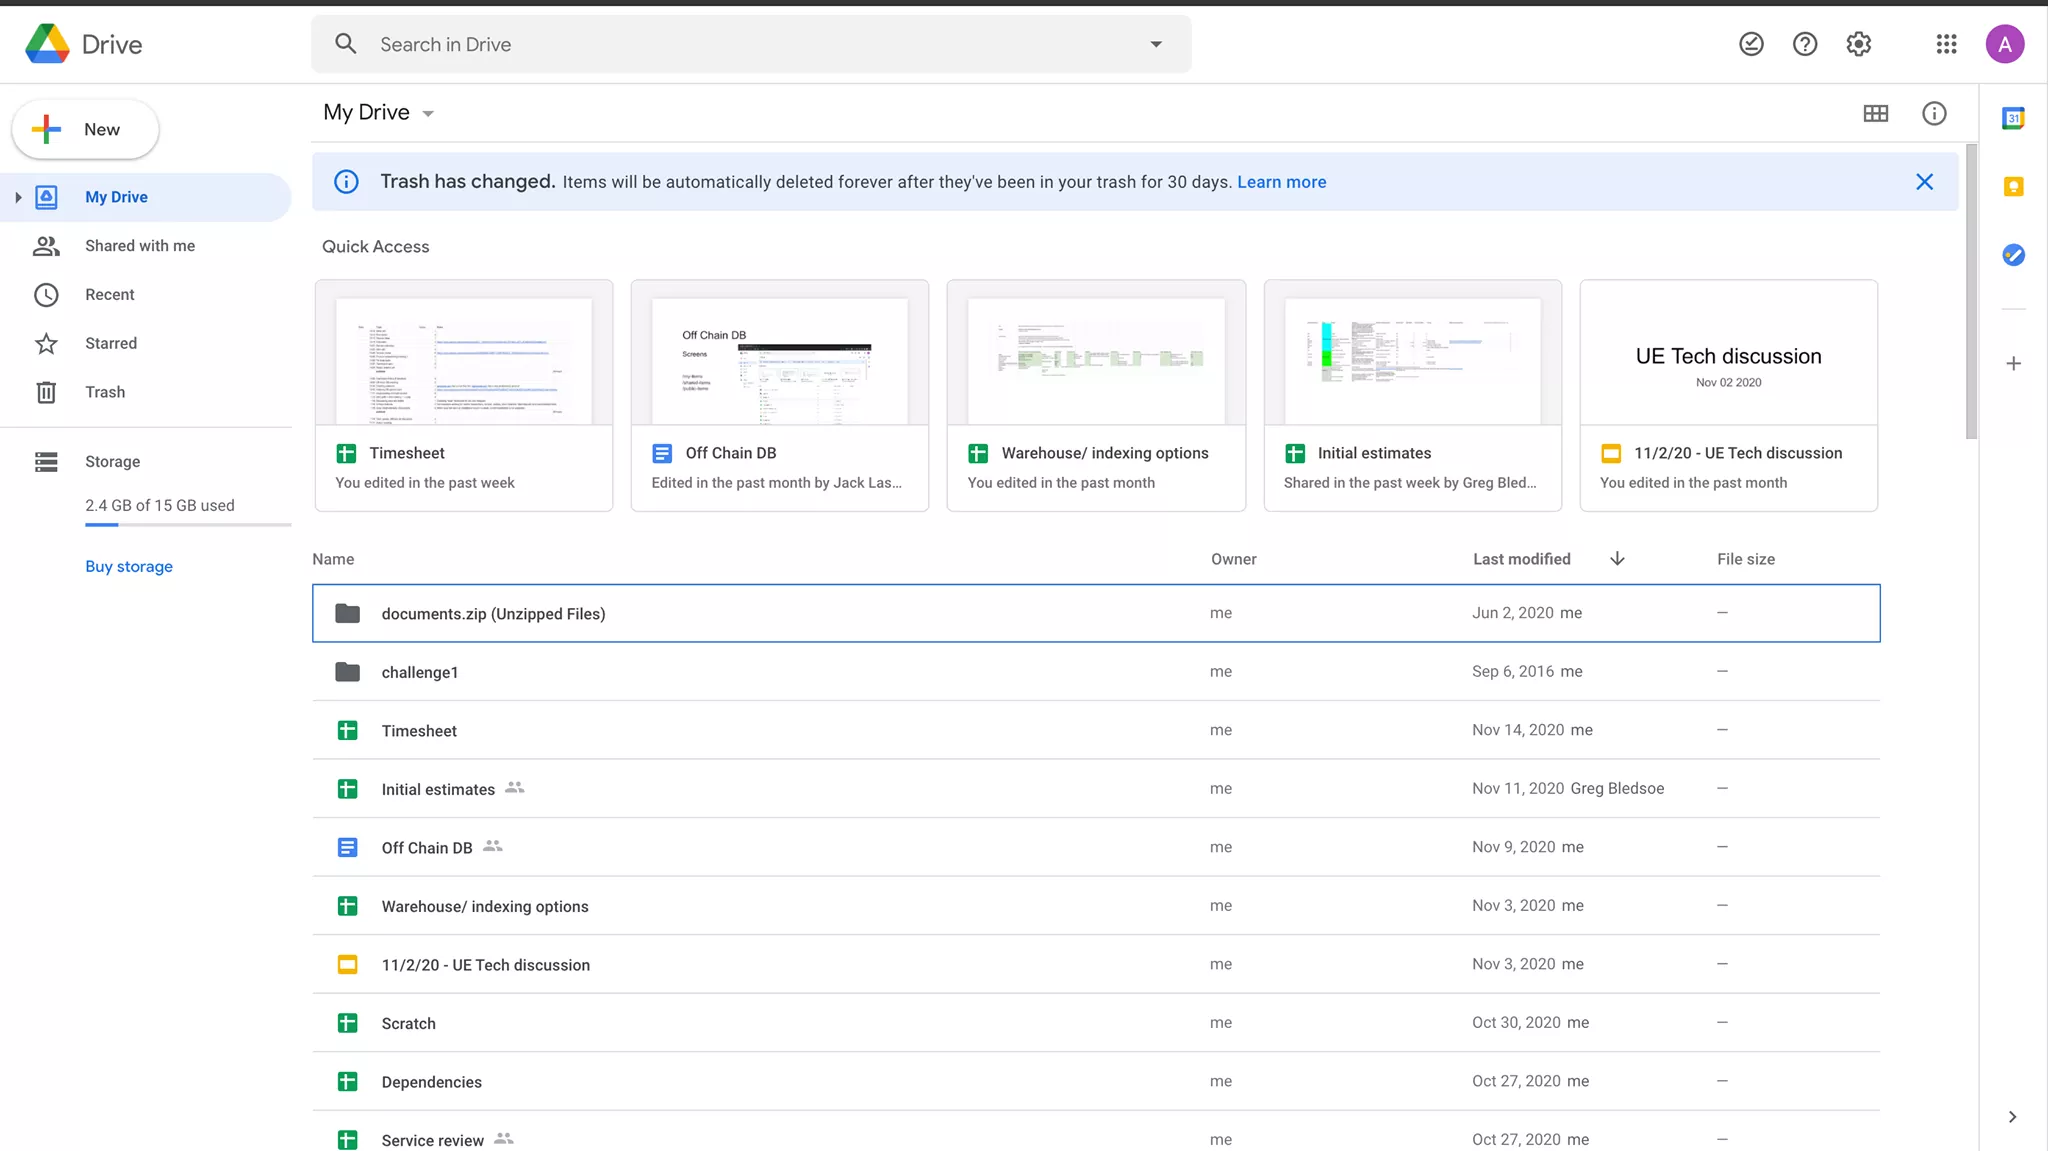 Drive
Search in Drive
A
New
My Drive
31
My Drive
Shared with me
Recent
Starred
Trash
Storage
2.4 GB of 15 GB used
Buy storage
Trash has changed. Items will be automatically deleted forever after they've been in your trash for 30 days. Learn more
Quick Access
Timesheet
You edited in the past week
Off Chain DB
Screens
Off Chain DB
Edited in the past month by Jack Las...
Warehouse/ indexing options
You edited in the past month
Initial estimates
Shared in the past week by Greg Bled...
UE Tech discussion
Nov 02 2020
11/2/20 - UE Tech discussion
You edited in the past month
Name Owner Last modified File size
documents.zip (Unzipped Files) me Jun 2, 2020 me —
challenge1 me Sep 6, 2016 me —
Timesheet me Nov 14, 2020 me —
Initial estimates me Nov 11, 2020 Greg Bledsoe —
Off Chain DB me Nov 9, 2020 me —
Warehouse/ indexing options me Nov 3, 2020 me —
11/2/20 - UE Tech discussion me Nov 3, 2020 me —
Scratch me Oct 30, 2020 me —
Dependencies me Oct 27, 2020 me —
Service review me Oct 27, 2020 me —